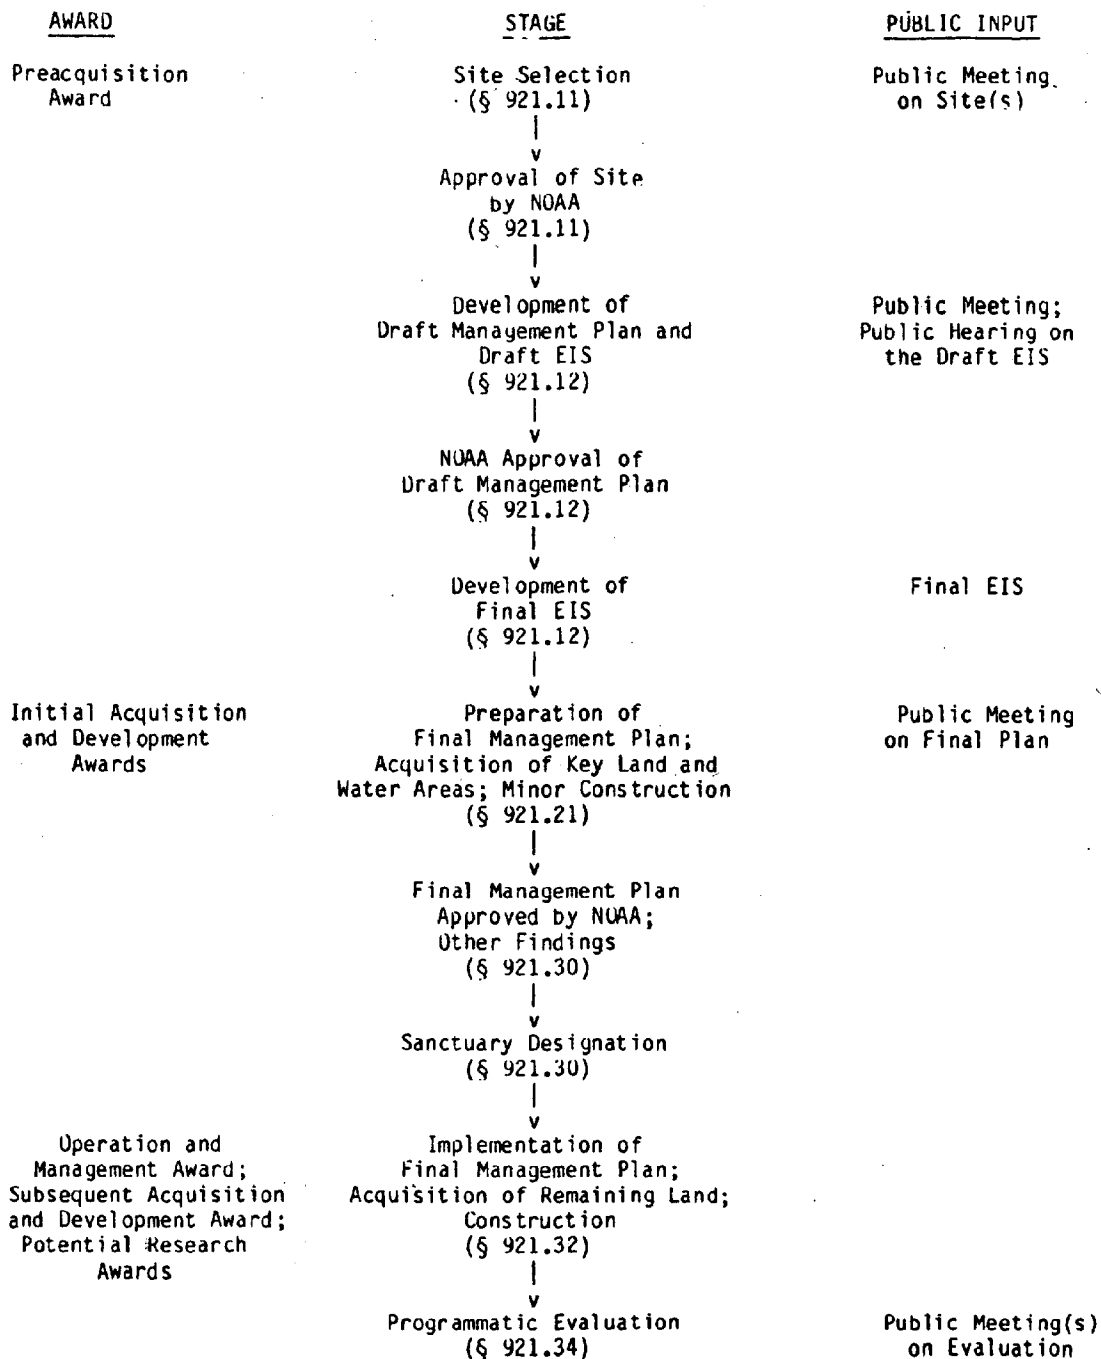 AWARD STAGE PUBLIC INPUT
Preacquisition Site Selection Public Meeting
Award (§ 921.11) on Site(s)
|
v
Approval of Site
by NOAA
(§ 921.11)
|
v
Development of Public Meeting;
Draft Management Plan and Public Hearing on
Draft EIS the Draft EIS
(§ 921.12)
|
v
NOAA Approval of
Draft Management Plan
(§ 921.12)
|
v
Development of Final EIS
Final EIS
(§ 921.12)
|
v
Initial Acquisition Preparation of Public Meeting
and Development Final Management Plan; on Final Plan
Awards Acquisition of Key Land and
Water Areas; Minor Construction
(§ 921.21)
|
v
Final Management Plan
Approved by NOAA;
Other Findings
(§ 921.30)
|
v
Sanctuary Designation
(§ 921.30)
|
v
Operation and Implementation of
Management Award; Final Management Plan;
Subsequent Acquisition Acquisition of Remaining Land;
and Development Award; Construction
Potential Research (§ 921.32)
Awards |
v
Programmatic Evaluation Public Meeting(s)
(§ 921.34) on Evaluation